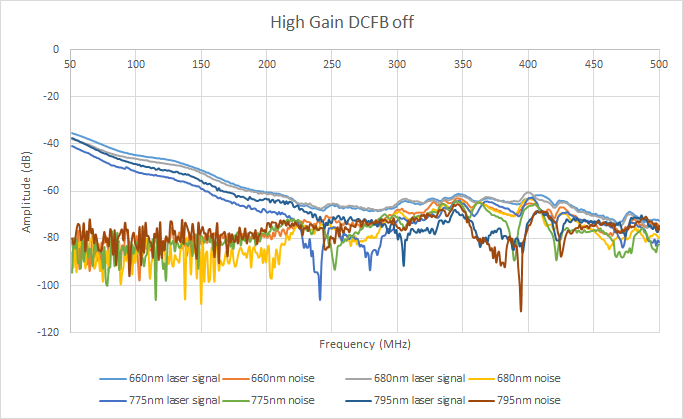 High Gain DCFB off
0
50 100 150 200 250 300 350 400 450 500
-20
-40
-60
-80
-100
-120
Amplitude (dB)
Frequency (MHz)
660nm laser signal 660nm noise 680nm laser signal 680nm noise
775nm laser signal 775nm noise 795nm laser signal 795nm noise